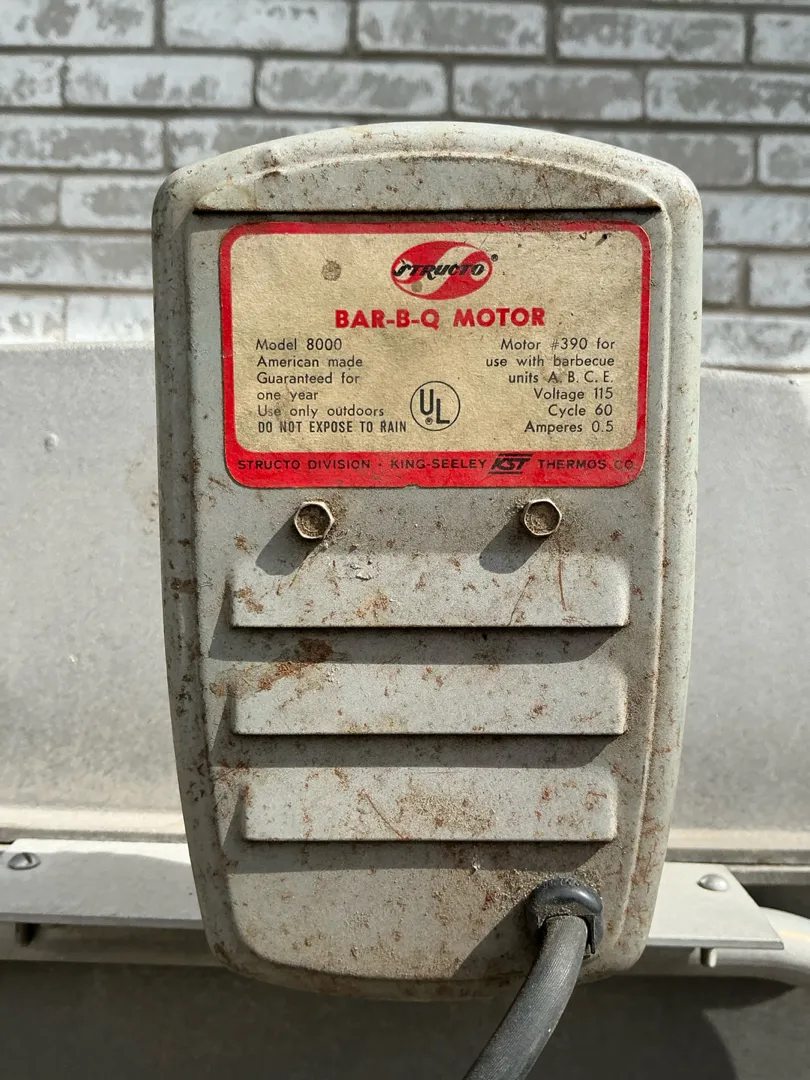 STRUCTO®
BAR-B-Q MOTOR
Model 8000
American made
Guaranteed for
one year
Use only outdoors
DO NOT EXPOSE TO RAIN
UL®
Motor #390 for
use with barbecue
units A. B. C. E.
Voltage 115
Cycle 60
Amperes 0.5
STRUCTO DIVISION • KING-SEELEY KST THERMOS CO.